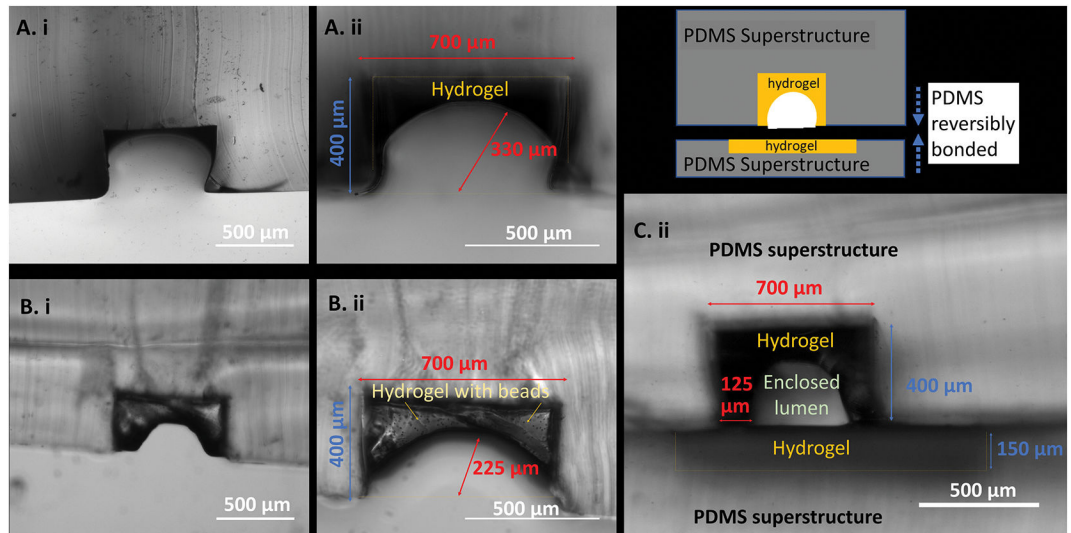 A. i
500 µm
A. ii
700 µm
Hydrogel
400 µm
330 µm
500 µm
PDMS Superstructure
hydrogel
hydrogel
PDMS Superstructure
PDMS
reversibly
bonded
B. i
500 µm
B. ii
700 µm
Hydrogel with beads
400 µm
225 µm
500 µm
C. ii
PDMS superstructure
700 µm
Hydrogel
125
µm
Enclosed
lumen
400 µm
Hydrogel
150 µm
500 µm
PDMS superstructure